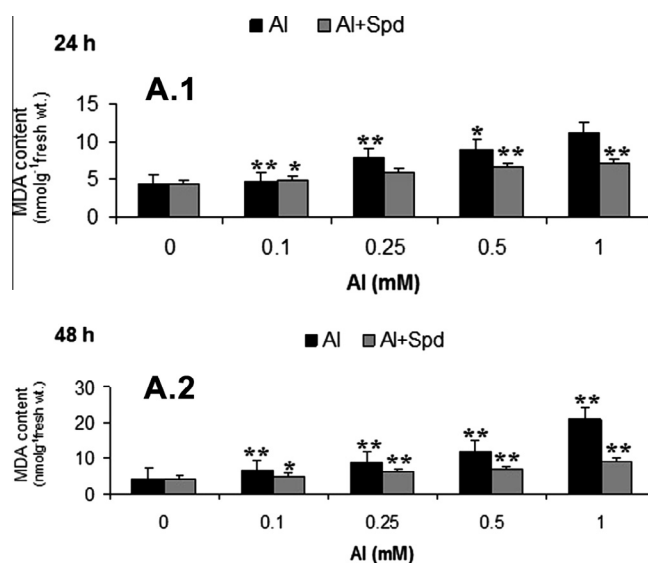 Al Al+Spd
24 h
A.1
MDA content
(nmolg⁻¹fresh wt.)
15
10
5
0
** * ** * ** **
0 0.1 0.25 0.5 1
Al (mM)
48 h
Al Al+Spd
A.2
MDA content
(nmolg⁻¹fresh wt.)
30
20
10
0
** * ** ** ** ** ** **
0 0.1 0.25 0.5 1
Al (mM)